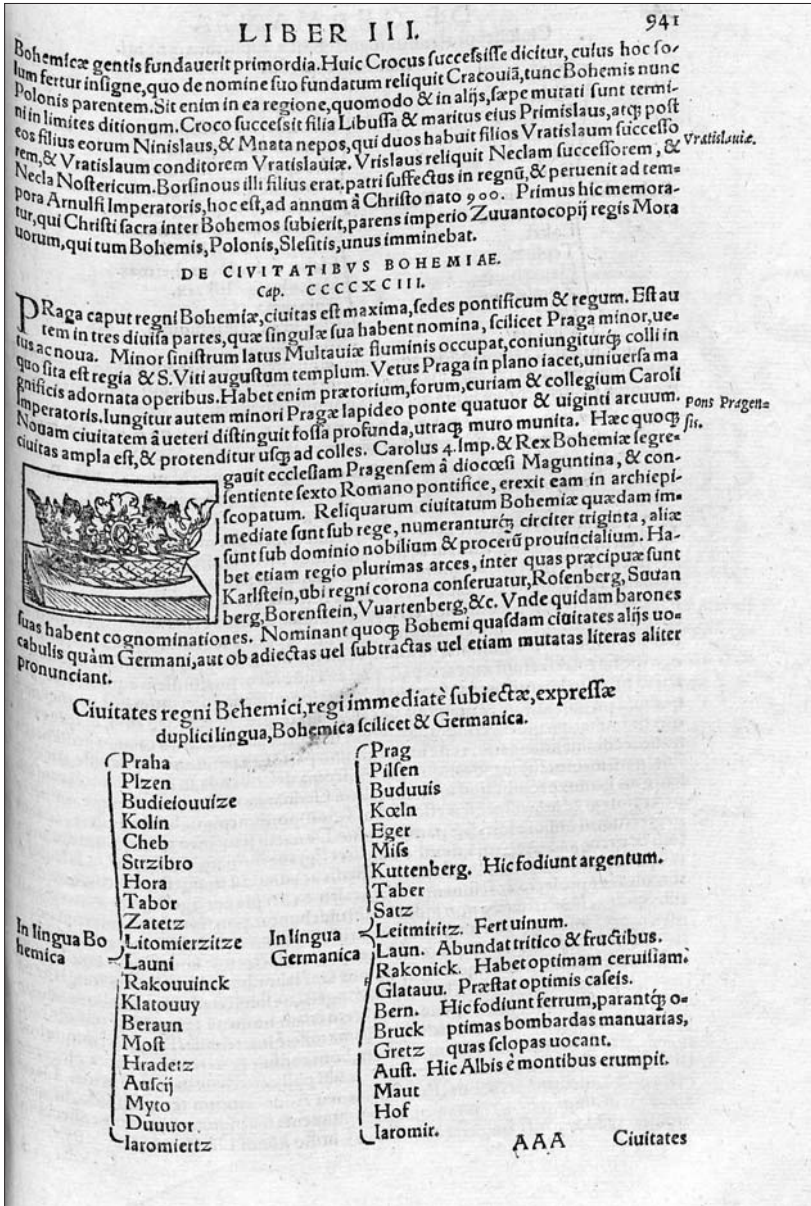 LIBER III. 941
Bohemicæ gentis fundauerit primordia. Huic Crocus ſucceſsiſſe dicitur, cuius hoc ſo-
lum fertur inſigne, quo de nomine ſuo fundatum reliquit Cracouiã, tunc Bohemis nunc
Polonis parentem. Sit enim in ea regione, quomodo & in alijs, ſæpe mutati ſunt termi-
ni in limites ditionum. Croco ſucceſsit filia Libuſſa & maritus eius Primislaus, atq; poſt
eos filius eorum Ninislaus, & Mnata nepos, qui duos habuit filios Vratislaum ſucceſſo
rem, & Vratislaum conditorem Vratislauiæ. Vrislaus reliquit Neclam ſucceſſorem, &
Vratislauiæ.
Necla Noſtericum. Borſinous illi filius erat. patri ſuffectus in regnũ, & peruenit ad tem-
pora Arnulfi Imperatoris, hoc eſt, ad annum à Chriſto nato 900. Primus hic memora-
tur, qui Chriſti ſacra inter Bohemos ſubierit, parens imperio Zuuantocopij regis Mora
uorum, qui tum Bohemis, Polonis, Sleſitis, unus imminebat.
DE CIVITATIBVS BOHEMIAE.
Cap. CCCCXCIII.
PRaga caput regni Bohemiæ, ciuitas eſt maxima, ſedes pontificum & regum. Eſt au
tem in tres diuiſa partes, quæ ſingulæ ſua habent nomina, ſcilicet Praga minor, ue-
tus ac noua. Minor ſiniſtrum latus Multauiæ fluminis occupat, coniungiturq; colli in
quo ſita eſt regia & S. Viti auguſtum templum. Vetus Praga in plano iacet, uniuerſa ma
gnificis adornata operibus. Habet enim prætorium, forum, curiam & collegium Caroli
Imperatoris. Iungitur autem minori Pragæ lapideo ponte quatuor & uiginti arcuum.
Pons Pragen-
ſis.
Nouam ciuitatem à ueteri diſtinguit foſſa profunda, utraq; muro munita. Hæc quoq;
ciuitas ampla eſt, & protenditur uſq; ad colles. Carolus 4. Imp. & Rex Bohemiæ ſegre-
gauit eccleſiam Pragenſem à diocœſi Maguntina, & con-
ſentiente ſexto Romano pontifice, erexit eam in archiepi-
ſcopatum. Reliquarum ciuitatum Bohemiæ quædam im-
mediate ſunt ſub rege, numeranturq; circiter triginta, aliæ
ſunt ſub dominio nobilium & procerũ prouincialium. Ha-
bet etiam regio plurimas arces, inter quas præcipuæ ſunt
Karlſtein, ubi regni corona conſeruatur, Roſenberg, Souan
berg, Borenſtein, Vuartenberg, &c. Vnde quidam barones
ſuas habent cognominationes. Nominant quoq; Bohemi quaſdam ciuitates alijs uo-
cabulis quàm Germani, aut ob adiectas uel ſubtractas uel etiam mutatas literas aliter
pronunciant.
Ciuitates regni Behemici, regi immediatè ſubiectæ, expreſſæ
duplici lingua, Bohemica ſcilicet & Germanica.
In lingua Bo
hemica
Praha
Plzen
Budieiouuize
Kolin
Cheb
Strzibro
Hora
Tabor
Zatetz
Litomierzitze
Launi
Rakouuinck
Klatouuy
Beraun
Moſt
Hradetz
Auſcij
Myto
Duuuor
Iaromiertz
In lingua
Germanica
Prag
Pilſen
Buduuis
Kœln
Eger
Miſs
Kuttenberg. Hic fodiunt argentum.
Taber
Satz
Leitmiritz. Fert uinum.
Laun. Abundat tritico & fructibus.
Rakonick. Habet optimam ceruiſiam.
Glatauu. Præſtat optimis caſeis.
Bern. Hic fodiunt ferrum, parantq; o-
Bruck ptimas bombardas manuarias,
Gretz quas ſclopas uocant.
Auſt. Hic Albis è montibus erumpit.
Maut
Hof
Iaromir.
AAA Ciuitates